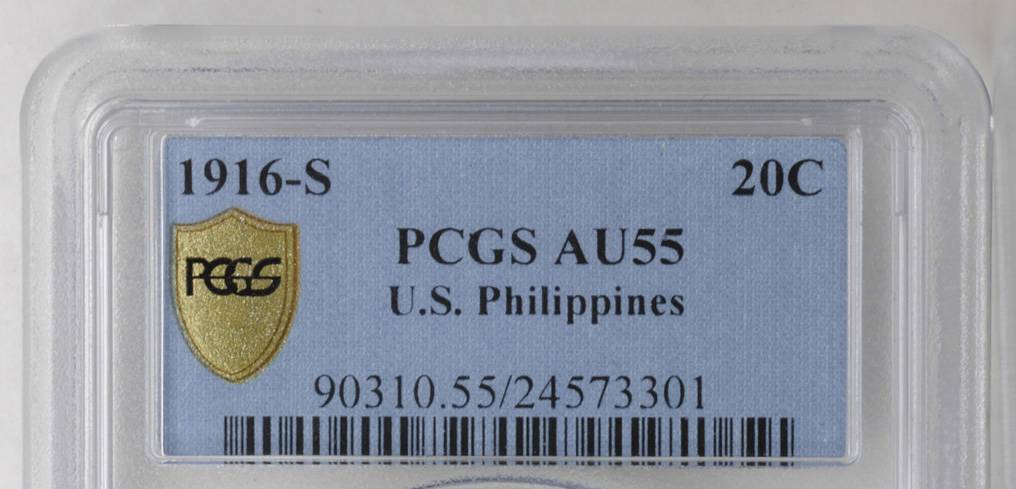 1916-S 20C
PCGS
PCGS AU55
U.S. Philippines
90310.55/24573301